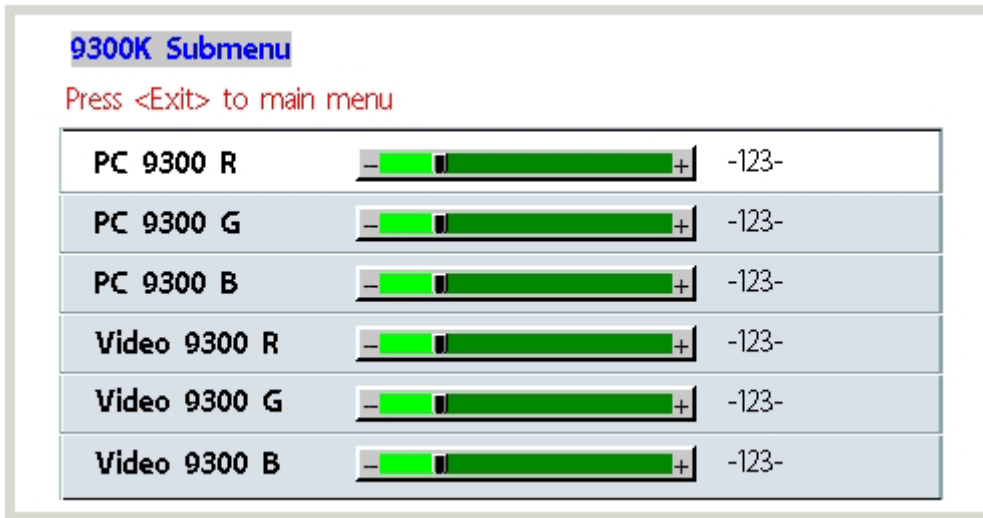 9300K Submenu
Press <Exit> to main menu
PC 9300 R - + -123-
PC 9300 G - + -123-
PC 9300 B - + -123-
Video 9300 R - + -123-
Video 9300 G - + -123-
Video 9300 B - + -123-